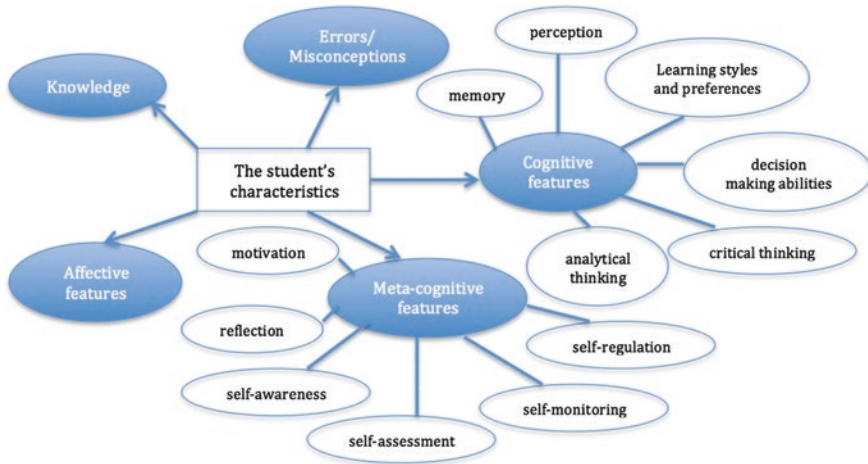 Errors/
Misconceptions
perception
Knowledge
Learning styles
and preferences
memory
The student's
characteristics
Cognitive
features
decision
making abilities
motivation
analytical
thinking
critical thinking
Affective
features
Meta-cognitive
features
reflection
self-regulation
self-awareness
self-monitoring
self-assessment